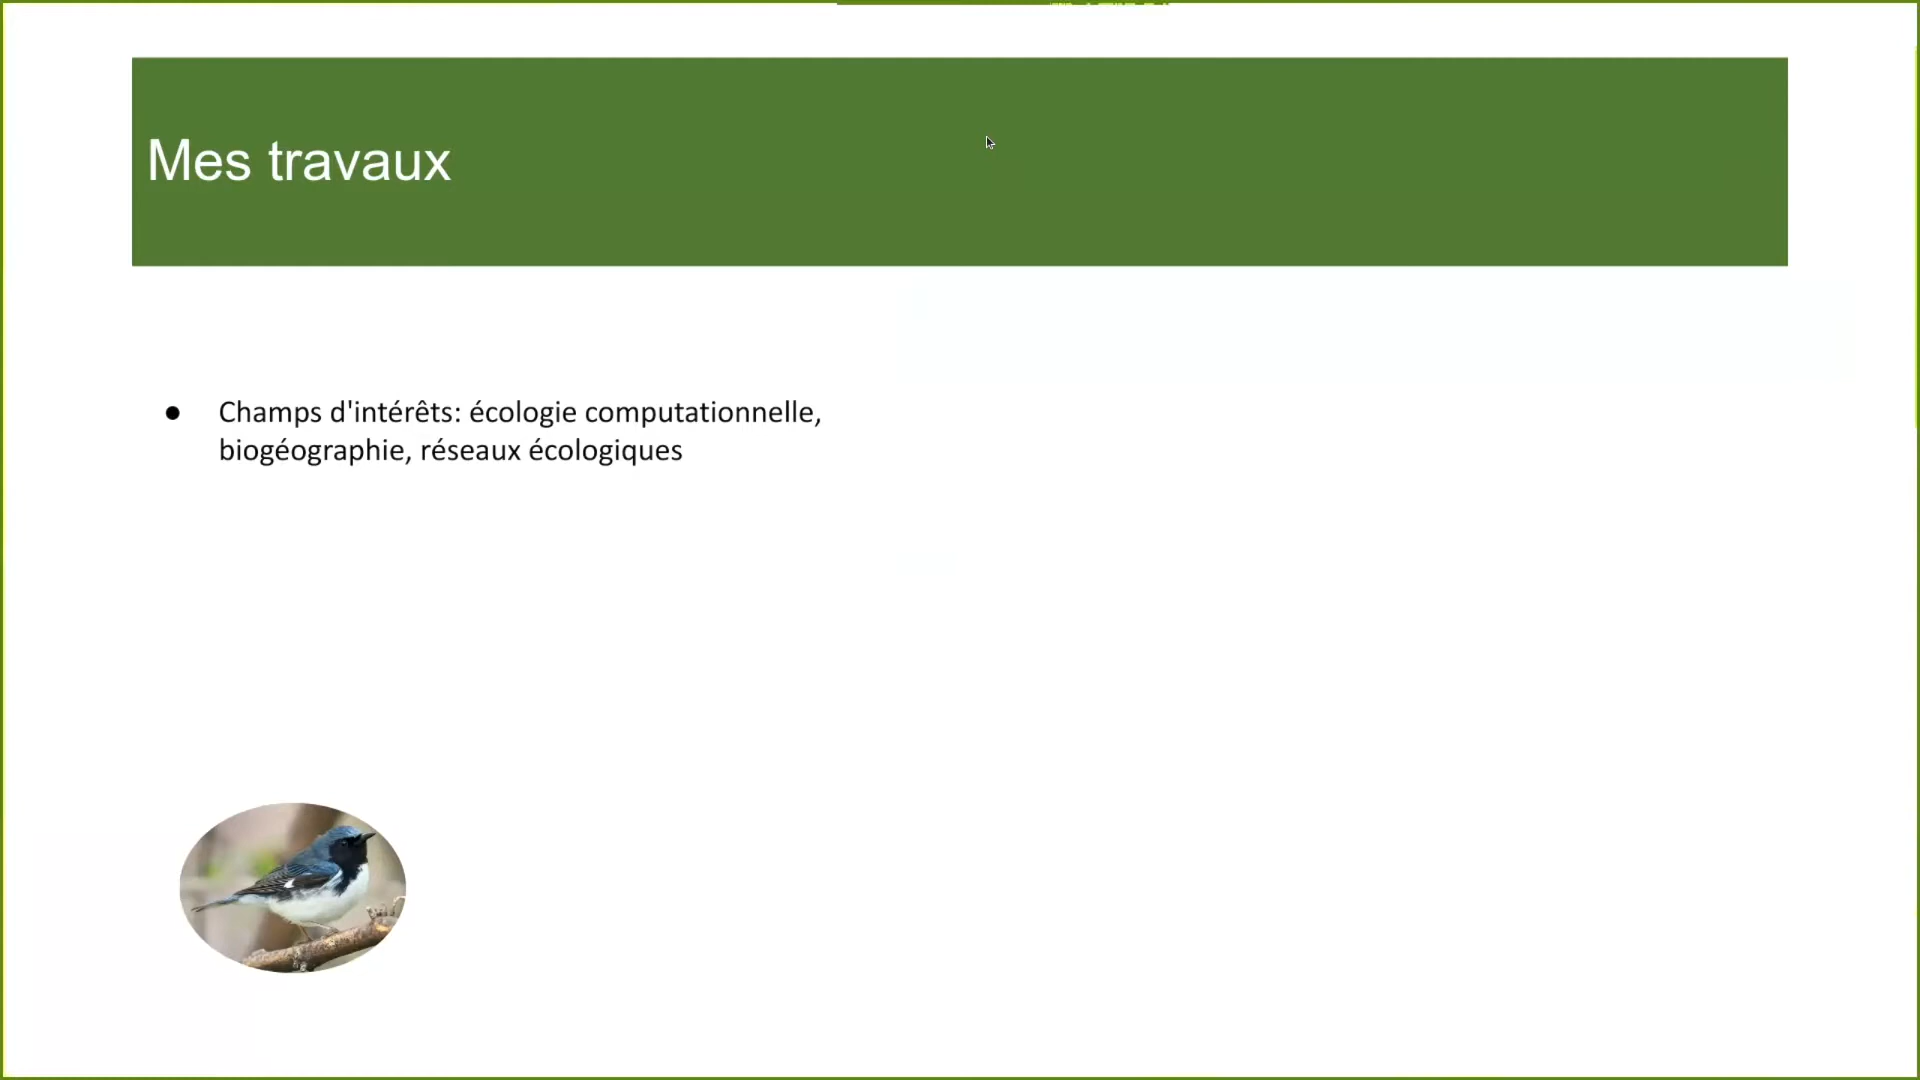 Mes travaux
● Champs d'intérêts: écologie computationnelle,
biogéographie, réseaux écologiques